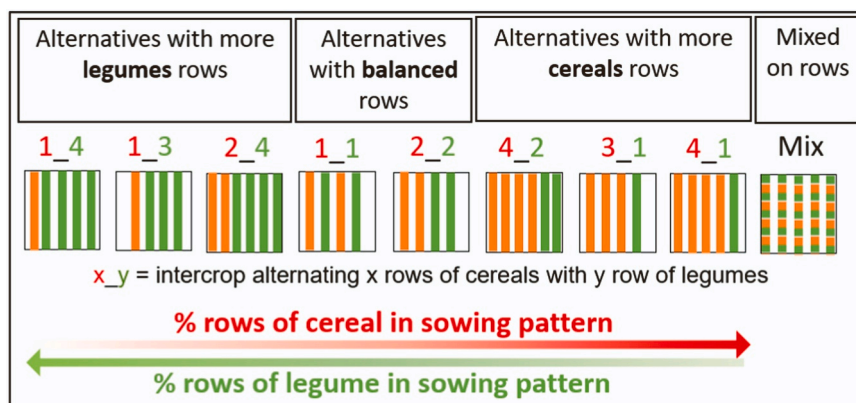 Alternatives with more
legumes rows
Alternatives
with balanced
rows
Alternatives with more
cereals rows
Mixed
on rows
1_4 1_3 2_4 1_1 2_2 4_2 3_1 4_1 Mix
x_y = intercrop alternating x rows of cereals with y row of legumes
% rows of cereal in sowing pattern
% rows of legume in sowing pattern